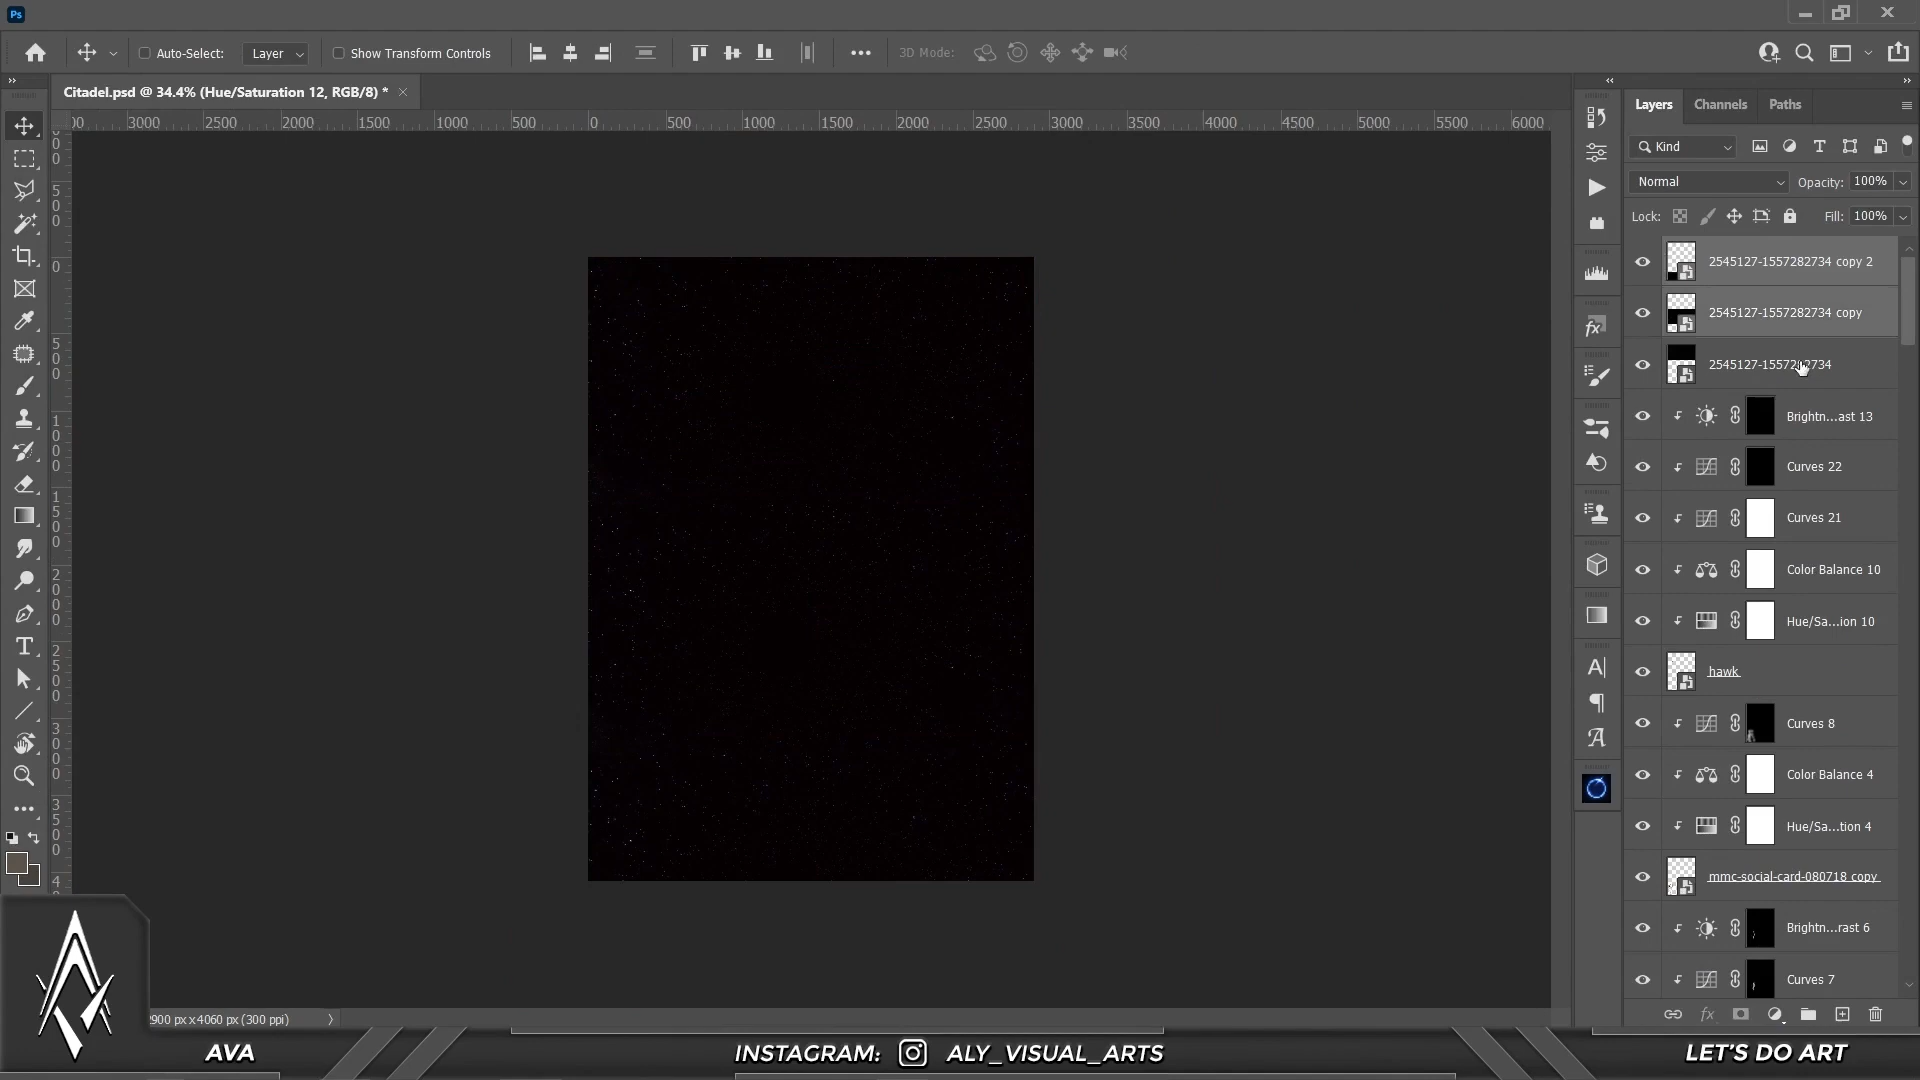 Ps
Auto-Select:
Layer
Show Transform Controls
3D Mode:
Citadel.psd @ 34.4% (Hue/Saturation 12, RGB/8) *
00 3000 2500 2000 1500 1000 500 0 500 1000 1500 2000 2500 3000 3500 4000 4500 5000 5500 6000
Layers
Channels
Paths
Kind
Normal
Opacity: 100%
Lock:
Fill: 100%
2545127-1557282734 copy 2
2545127-1557282734 copy
Brightn...ast 13
Curves 22
Curves 21
Color Balance 10
Hue/Sa...ion 10
hawk
Curves 8
Color Balance 4
Hue/Sa...tion 4
mmc-social-card-080718 copy
Brightn...rast 6
Curves 7
2900 px x 4060 px (300 ppi)
AVA
INSTAGRAM:
ALY_VISUAL_ARTS
LET'S DO ART